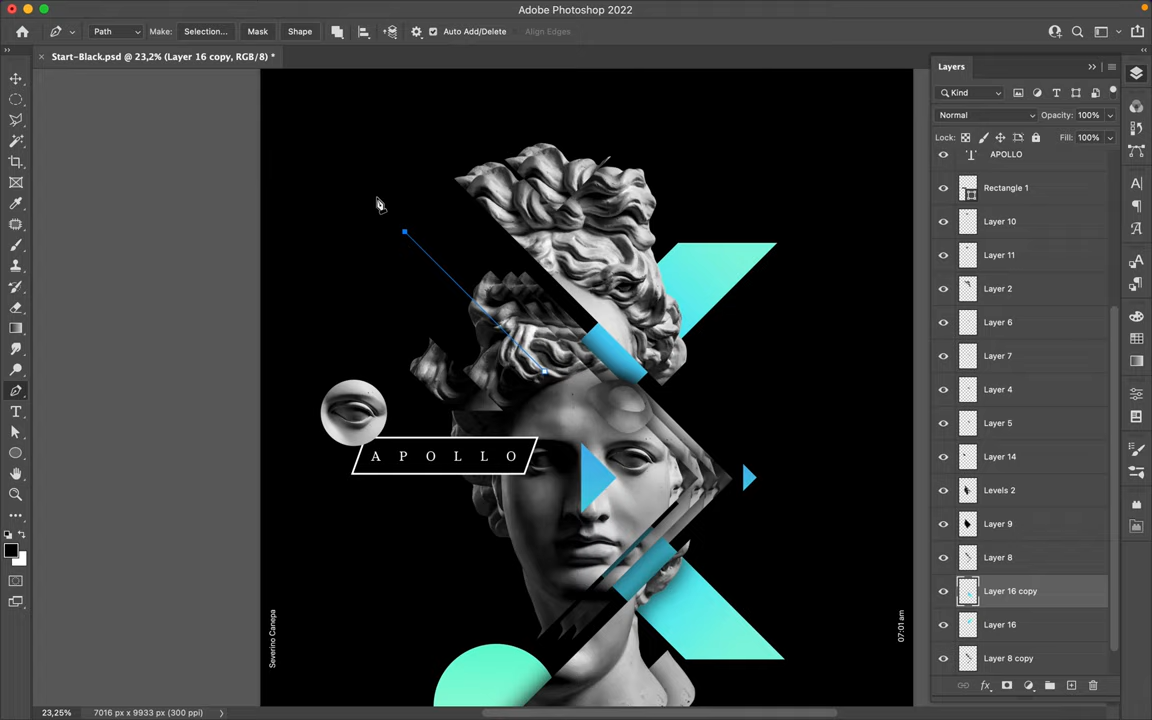 Adobe Photoshop 2022
Path
Make:
Selection...
Mask
Shape
Auto Add/Delete
Align Edges
Start-Black.psd @ 23,2% (Layer 16 copy, RGB/8) *
Layers
Kind
Normal
Opacity: 100%
Lock:
Fill: 100%
APOLLO
Rectangle 1
Layer 10
Layer 11
Layer 2
Layer 6
Layer 7
Layer 4
Layer 5
Layer 14
Levels 2
Layer 9
Layer 8
Layer 16 copy
Layer 16
Layer 8 copy
APOLLO
Severino Canepa
07:01 am
23,25%
7016 px x 9933 px (300 ppi)